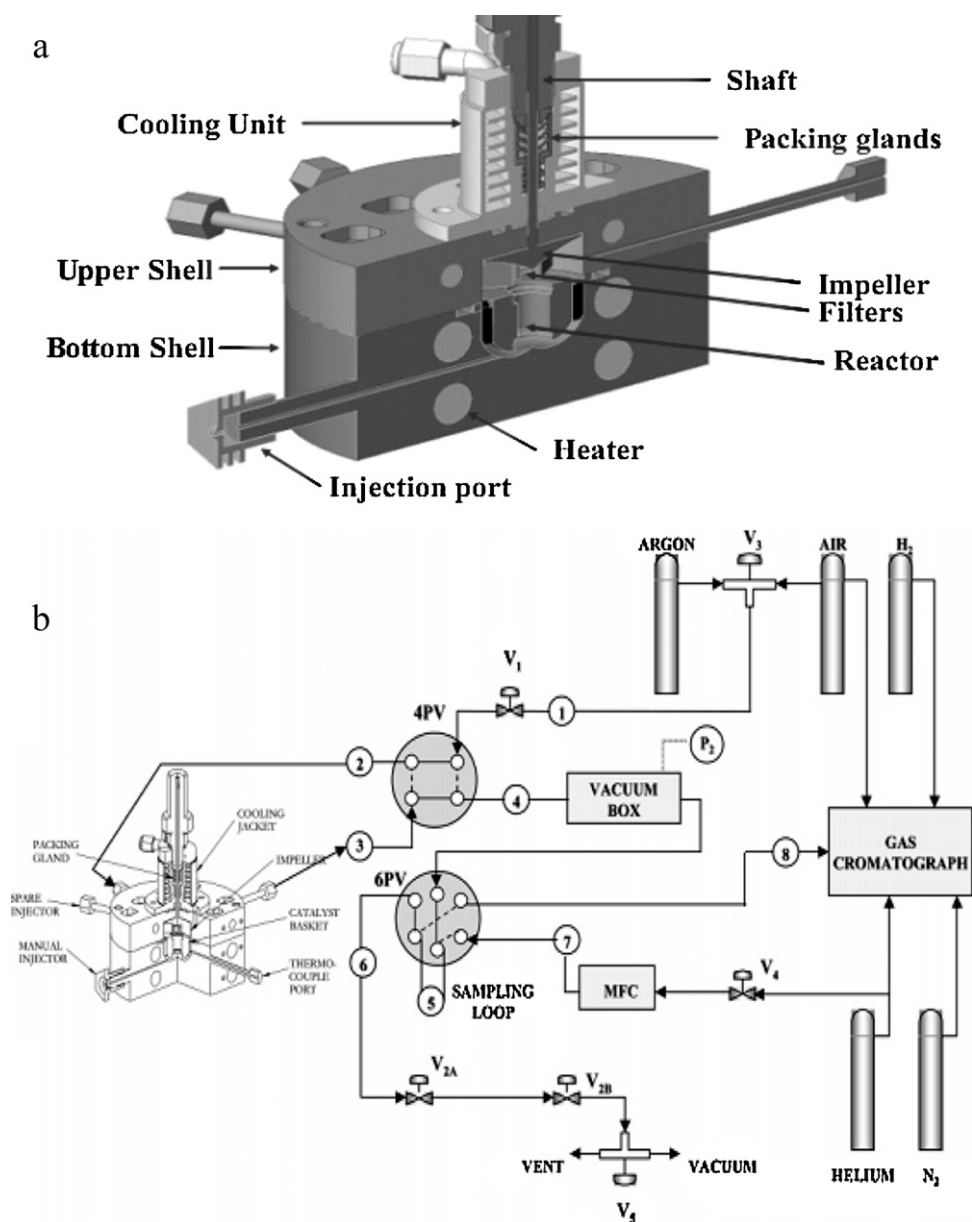 a
Shaft
Cooling Unit
Packing glands
Upper Shell
Impeller
Filters
Bottom Shell
Reactor
Heater
Injection port
b
ARGON
V3
AIR
H2
V1
1
4PV
2
P2
4
VACUUM
BOX
COOLING
JACKET
PACKING
GLAND
3
IMPELLER
8
GAS
CROMATOGRAPH
6PV
SPARE
INJECTOR
CATALYST
BASKET
7
MANUAL
INJECTOR
6
V4
THERMO-
COUPLE
PORT
5
SAMPLING
LOOP
MFC
V2A
V2B
VENT
VACUUM
V5
HELIUM
N2